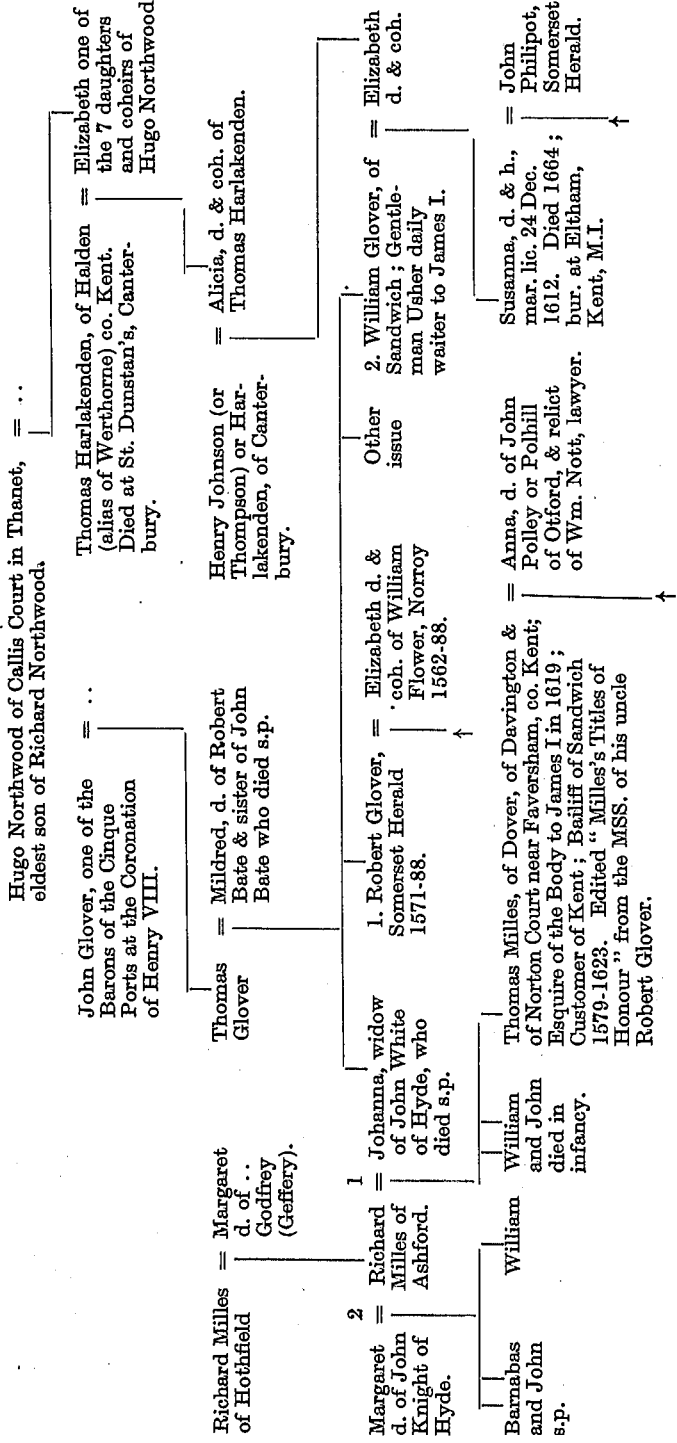 Hugo Northwood of Callis Court in Thanet, = ..
eldest son of Richard Northwood.
John Glover, one of the = ..
Barons of the Cinque
Ports at the Coronation
of Henry VIII.
Thomas Harlakenden, of Halden =
(alias of Werthorne) co. Kent.
Died at St. Dunstan's, Canter-
bury.
Elizabeth one of
the 7 daughters
and coheirs of
Hugo Northwood
Richard Milles =
of Hothfield
Margaret
d. of ..
Godfrey
(Geffery).
Thomas =
Glover
Mildred, d. of Robert
Bate & sister of John
Bate who died s.p.
Henry Johnson (or =
Thompson) or Har-
lakenden, of Canter-
bury.
Alicia, d. & coh. of
Thomas Harlakenden.
Margaret 2 =
d. of John
Knight of
Hyde.
Richard 1 =
Milles of
Ashford.
Johanna, widow
of John White
of Hyde, who
died s.p.
1. Robert Glover, =
Somerset Herald
1571-88.
Elizabeth d. &
coh. of William
Flower, Norroy
1562-88.
Other
issue
2. William Glover, of =
Sandwich ; Gentle-
man Usher daily
waiter to James I.
Elizabeth
d. & coh.
Barnabas
and John
s.p.
William
William
and John
died in
infancy.
Thomas Milles, of Dover, of Davington & =
of Norton Court near Faversham, co. Kent;
Esquire of the Body to James I in 1619 ;
Customer of Kent ; Bailiff of Sandwich
1579-1623. Edited " Milles's Titles of
Honour " from the MSS. of his uncle
Robert Glover.
Anna, d. of John
Polley or Polhill
of Otford, & relict
of Wm. Nott, lawyer.
Susanna, d. & h., =
mar. lic. 24 Dec.
1612. Died 1664 ;
bur. at Eltham,
Kent, M.I.
John
Philipot,
Somerset
Herald.